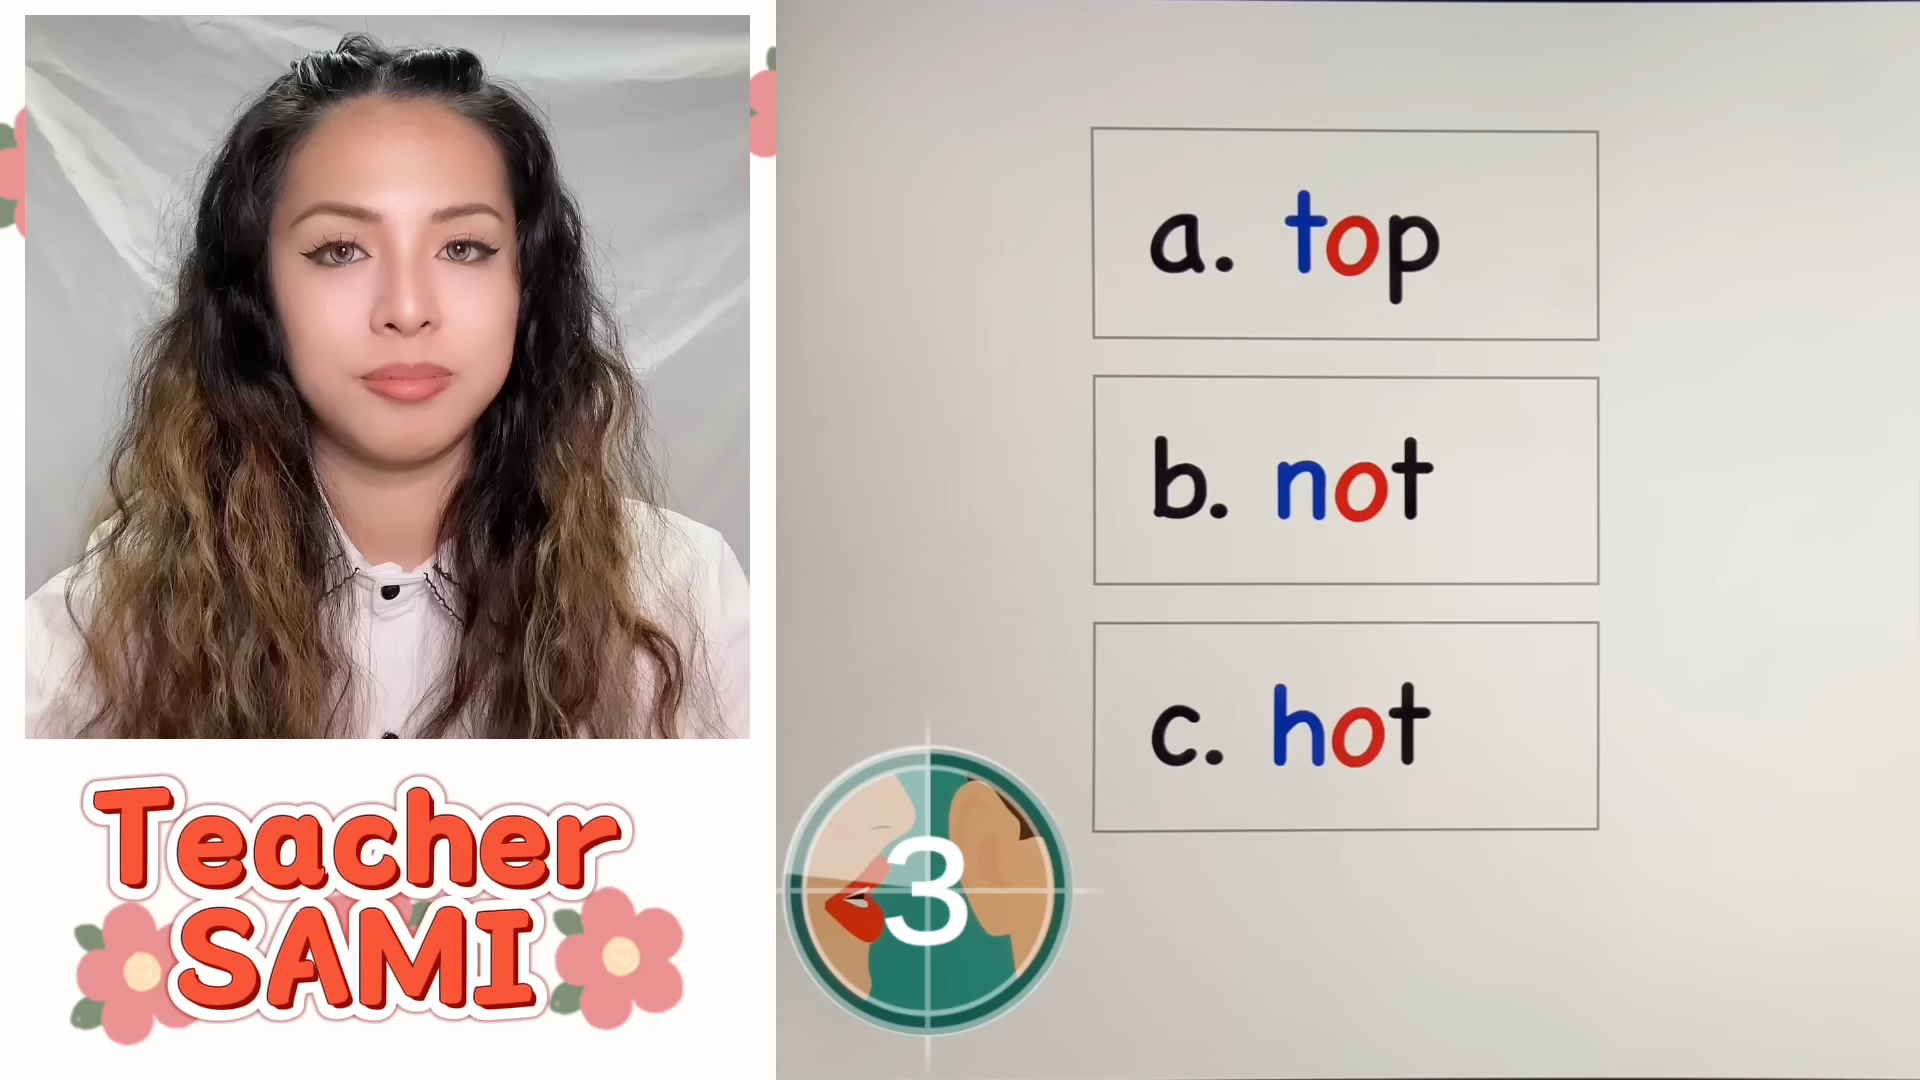 Teacher
SAMI
a. top
b. not
c. hot
3